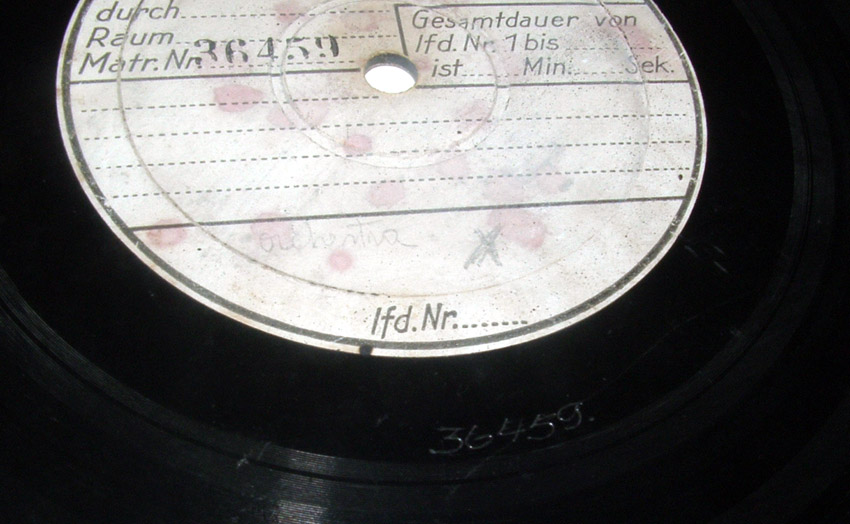 durch
Raum
Matr. Nr. 36459
Gesamtdauer von
lfd. Nr. 1 bis
ist Min. Sek.
orchestra
lfd. Nr.
36459.